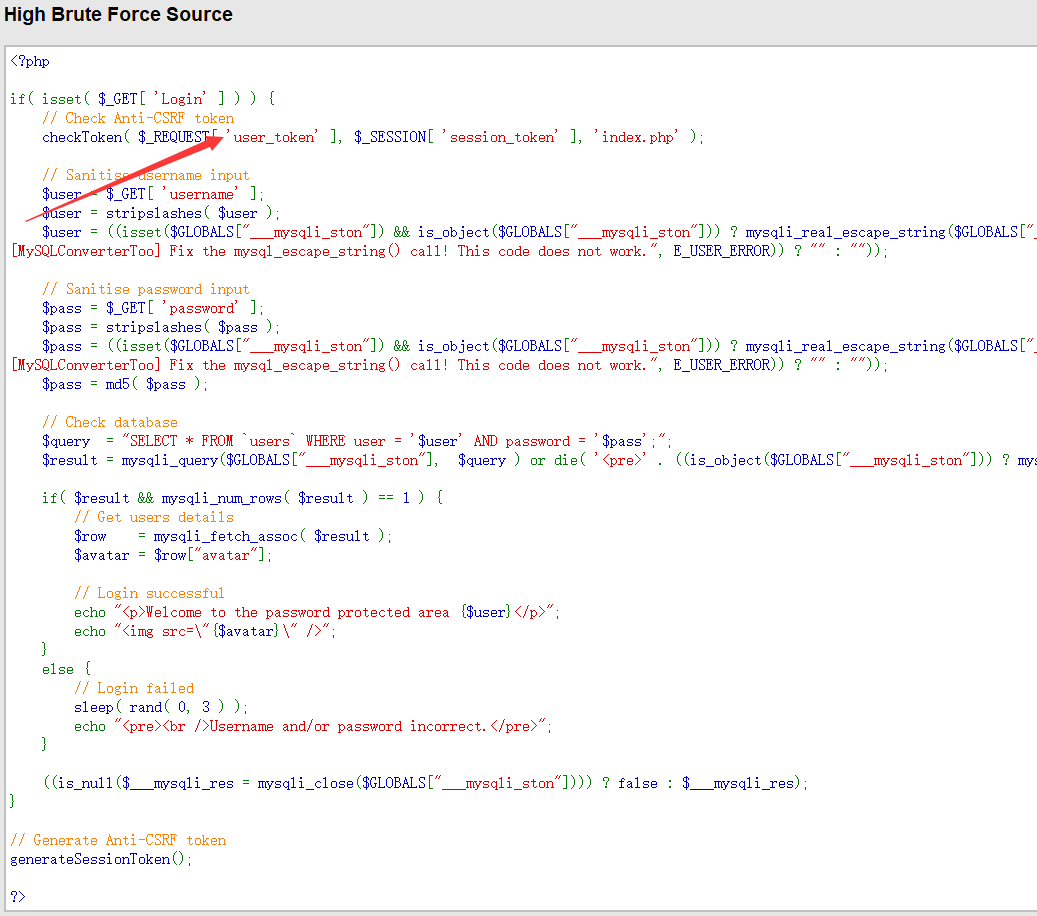 High Brute Force Source
<?php
if( isset( $_GET[ 'Login' ] ) ) {
// Check Anti-CSRF token
checkToken( $_REQUEST[ 'user_token' ], $_SESSION[ 'session_token' ], 'index.php' );
// Sanitise username input
$user = $_GET[ 'username' ];
$user = stripslashes( $user );
$user = ((isset($GLOBALS["___mysqli_ston"]) && is_object($GLOBALS["___mysqli_ston"])) ? mysqli_real_escape_string($GLOBALS["_
[MySQLConverterToo] Fix the mysql_escape_string() call! This code does not work.", E_USER_ERROR)) ? "" : ""));
// Sanitise password input
$pass = $_GET[ 'password' ];
$pass = stripslashes( $pass );
$pass = ((isset($GLOBALS["___mysqli_ston"]) && is_object($GLOBALS["___mysqli_ston"])) ? mysqli_real_escape_string($GLOBALS["_
[MySQLConverterToo] Fix the mysql_escape_string() call! This code does not work.", E_USER_ERROR)) ? "" : ""));
$pass = md5( $pass );
// Check database
$query = "SELECT * FROM `users` WHERE user = '$user' AND password = '$pass';";
$result = mysqli_query($GLOBALS["___mysqli_ston"], $query ) or die( '<pre>' . ((is_object($GLOBALS["___mysqli_ston"])) ? mys
if( $result && mysqli_num_rows( $result ) == 1 ) {
// Get users details
$row = mysqli_fetch_assoc( $result );
$avatar = $row["avatar"];
// Login successful
echo "<p>Welcome to the password protected area {$user}</p>";
echo "<img src=\"{$avatar}\" />";
}
else {
// Login failed
sleep( rand( 0, 3 ) );
echo "<pre><br />Username and/or password incorrect.</pre>";
}
((is_null($___mysqli_res = mysqli_close($GLOBALS["___mysqli_ston"]))) ? false : $___mysqli_res);
}
// Generate Anti-CSRF token
generateSessionToken();
?>